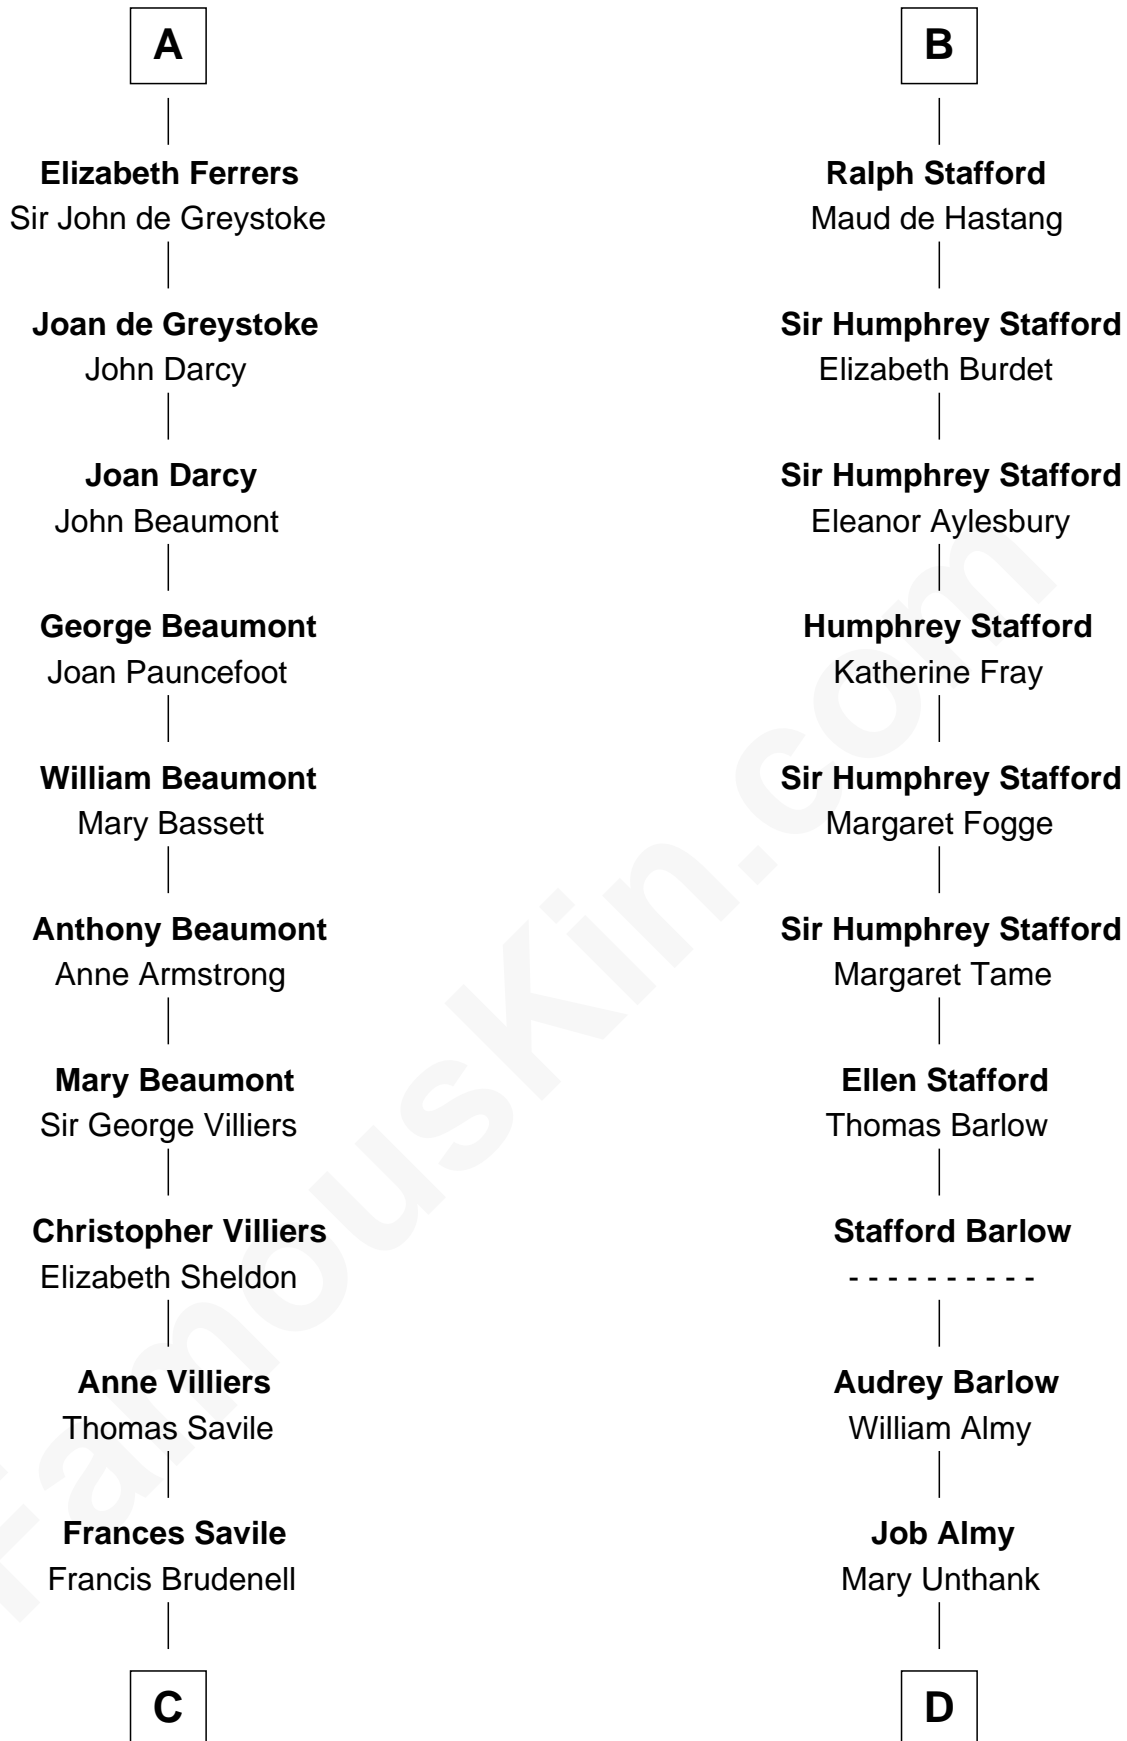 A
Elizabeth Ferrers
Sir John de Greystoke
Joan de Greystoke
John Darcy
Joan Darcy
John Beaumont
George Beaumont
Joan Pauncefoot
William Beaumont
Mary Bassett
Anthony Beaumont
Anne Armstrong
Mary Beaumont
Sir George Villiers
Christopher Villiers
Elizabeth Sheldon
Anne Villiers
Thomas Savile
Frances Savile
Francis Brudenell
C
B
Ralph Stafford
Maud de Hastang
Sir Humphrey Stafford
Elizabeth Burdet
Sir Humphrey Stafford
Eleanor Aylesbury
Humphrey Stafford
Katherine Fray
Sir Humphrey Stafford
Margaret Fogge
Sir Humphrey Stafford
Margaret Tame
Ellen Stafford
Thomas Barlow
Stafford Barlow
- - - - - - - - - -
Audrey Barlow
William Almy
Job Almy
Mary Unthank
D
FamousKin.com